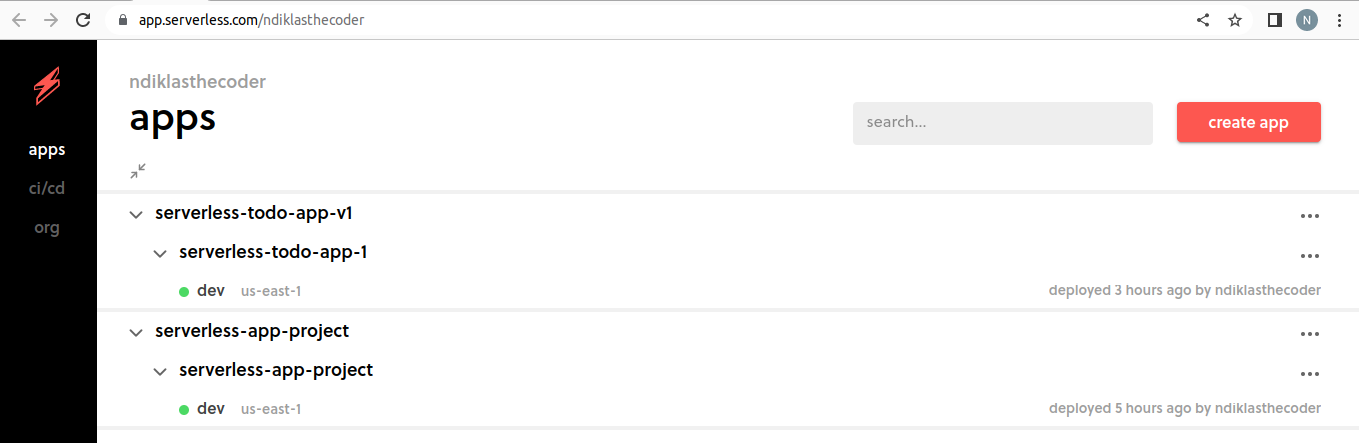 app.serverless.com/ndiklasthecoder
N
ndiklasthecoder
apps
search...
create app
apps
ci/cd
org
serverless-todo-app-v1
serverless-todo-app-1
dev us-east-1 deployed 3 hours ago by ndiklasthecoder
serverless-app-project
serverless-app-project
dev us-east-1 deployed 5 hours ago by ndiklasthecoder